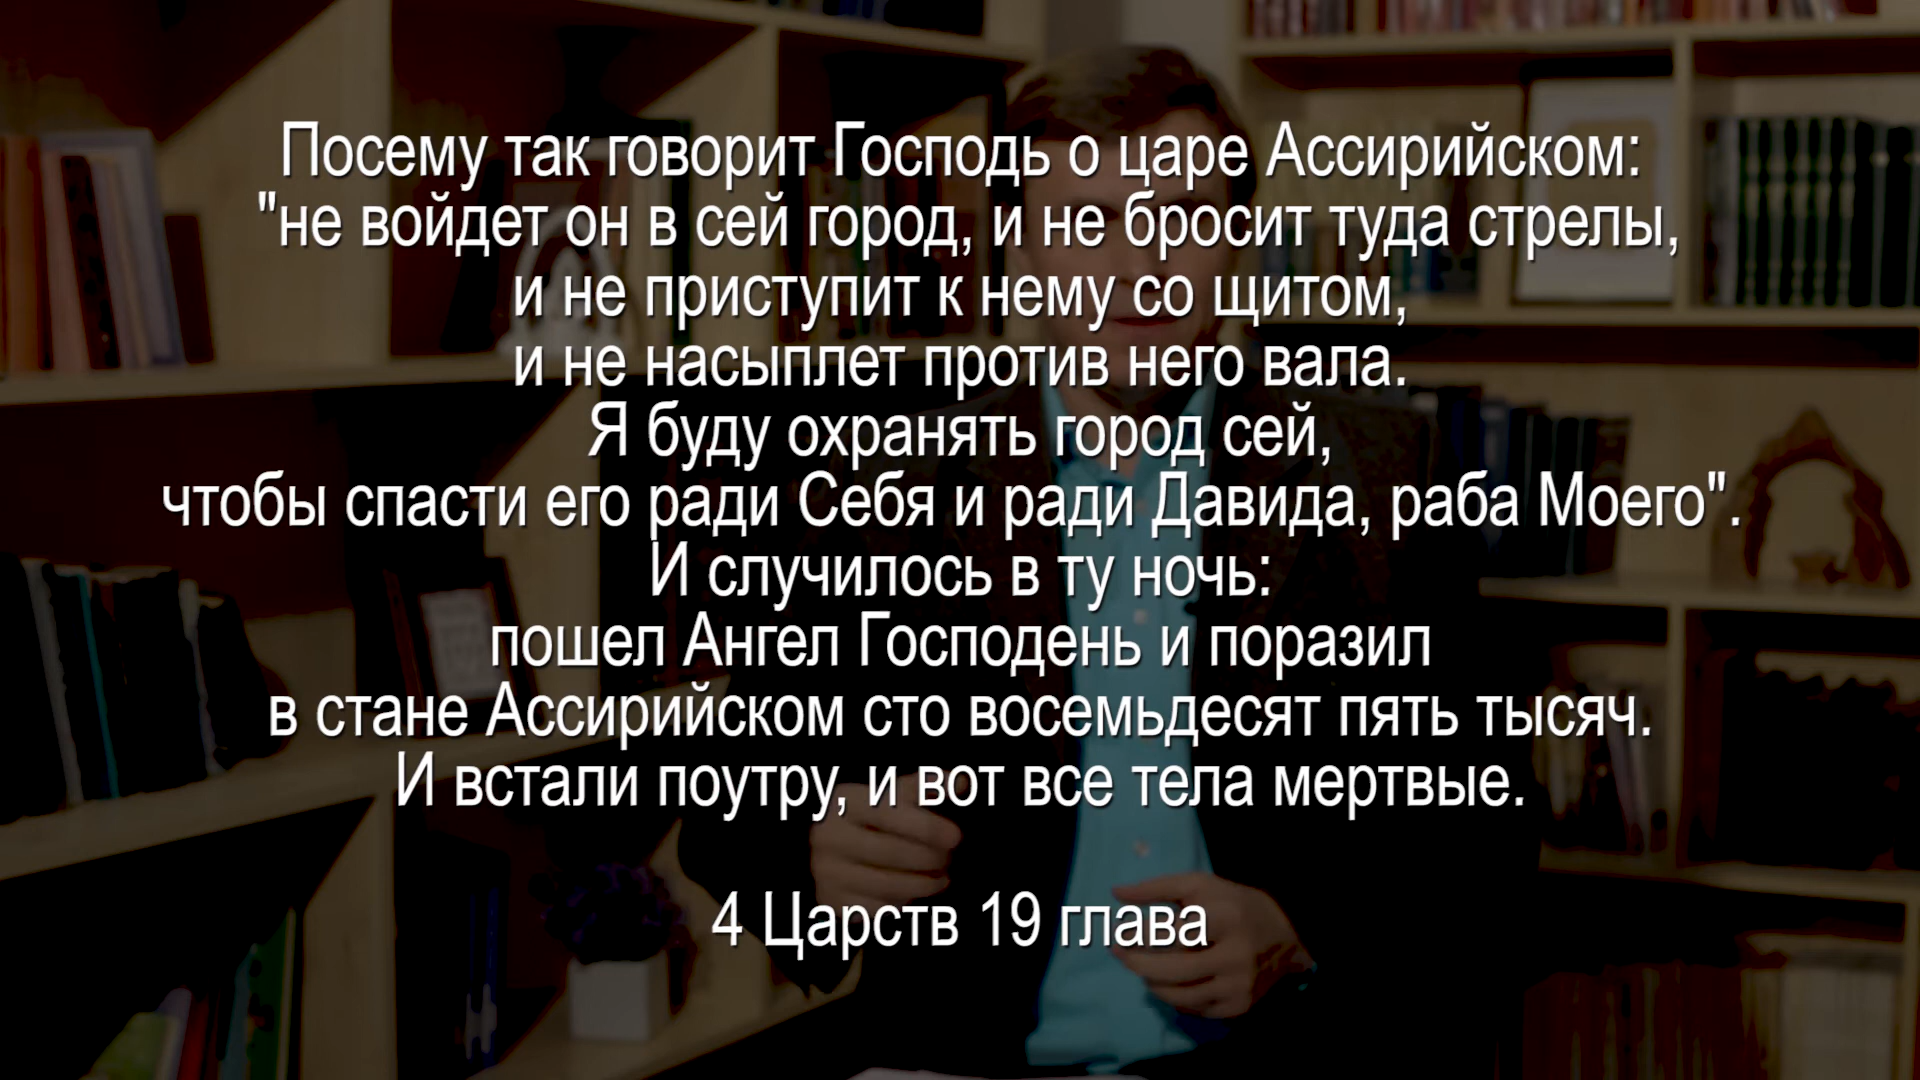 Посему так говорит Господь о царе Ассирийском:
"не войдет он в сей город, и не бросит туда стрелы,
и не приступит к нему со щитом,
и не насыплет против него вала.
Я буду охранять город сей,
чтобы спасти его ради Себя и ради Давида, раба Моего".
И случилось в ту ночь:
пошел Ангел Господень и поразил
в стане Ассирийском сто восемьдесят пять тысяч.
И встали поутру, и вот все тела мертвые.
4 Царств 19 глава